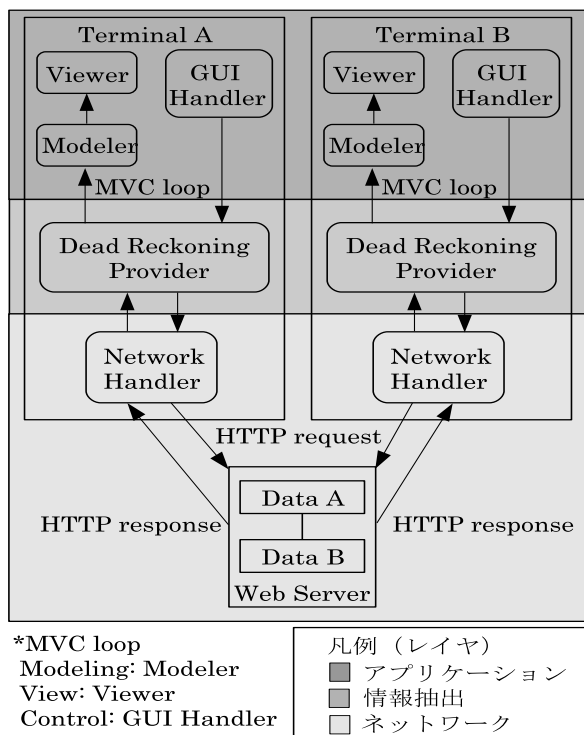 Terminal A
Viewer
GUI
Handler
Modeler
MVC loop
Dead Reckoning
Provider
Network
Handler
Terminal B
Viewer
GUI
Handler
Modeler
MVC loop
Dead Reckoning
Provider
Network
Handler
HTTP request
HTTP response
HTTP response
Data A
Data B
Web Server
*MVC loop
Modeling: Modeler
View: Viewer
Control: GUI Handler
凡例（レイヤ）
アプリケーション
情報抽出
ネットワーク